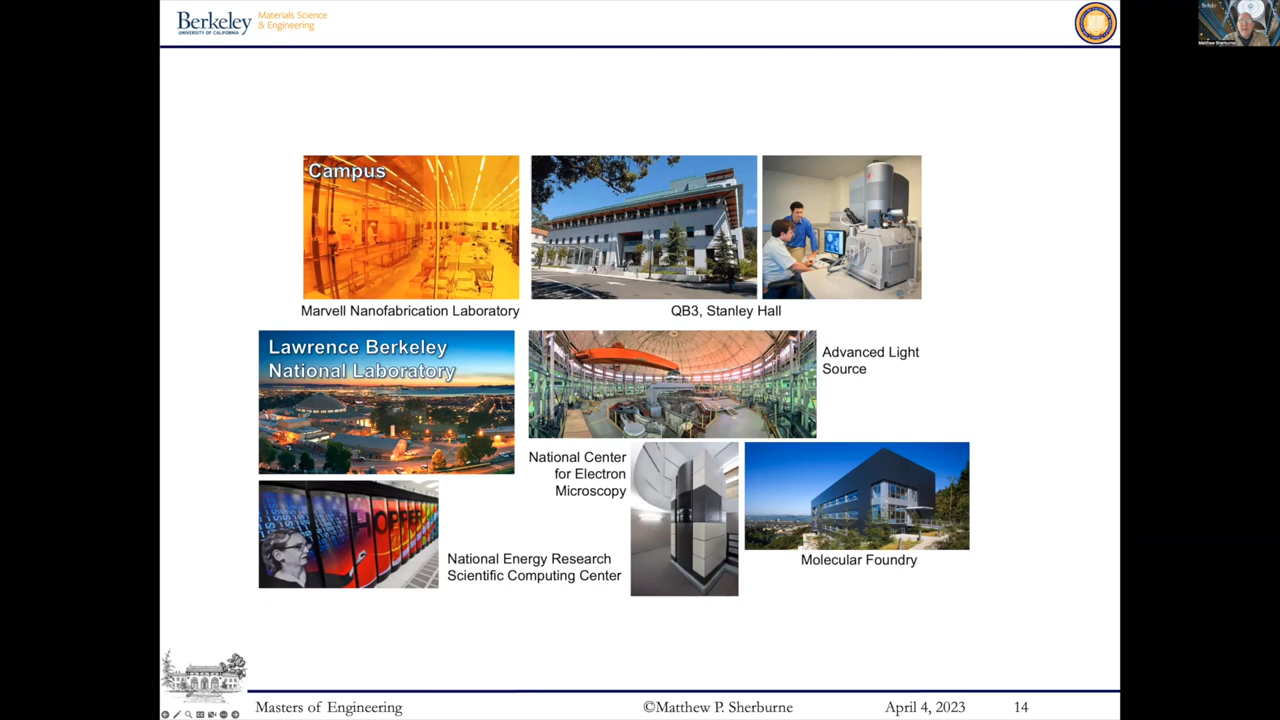 Berkeley
UNIVERSITY OF CALIFORNIA
Materials Science
& Engineering
Matthew Sherburne
Campus
Marvell Nanofabrication Laboratory
QB3, Stanley Hall
Lawrence Berkeley
National Laboratory
Advanced Light
Source
National Center
for Electron
Microscopy
HOPPER
National Energy Research
Scientific Computing Center
Molecular Foundry
Masters of Engineering
©Matthew P. Sherburne
April 4, 2023
14